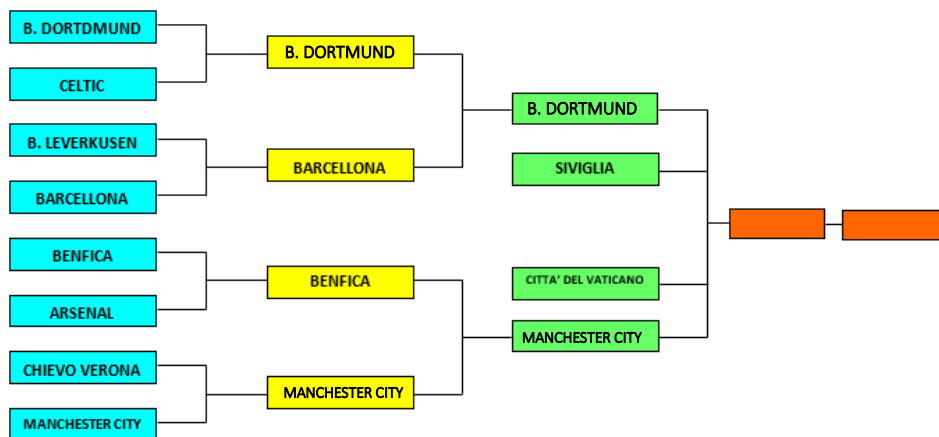 B. DORTDMUND
CELTIC
B. LEVERKUSEN
BARCELLONA
BENFICA
ARSENAL
CHIEVO VERONA
MANCHESTER CITY
B. DORTMUND
BARCELLONA
BENFICA
MANCHESTER CITY
B. DORTMUND
SIVIGLIA
CITTA' DEL VATICANO
MANCHESTER CITY